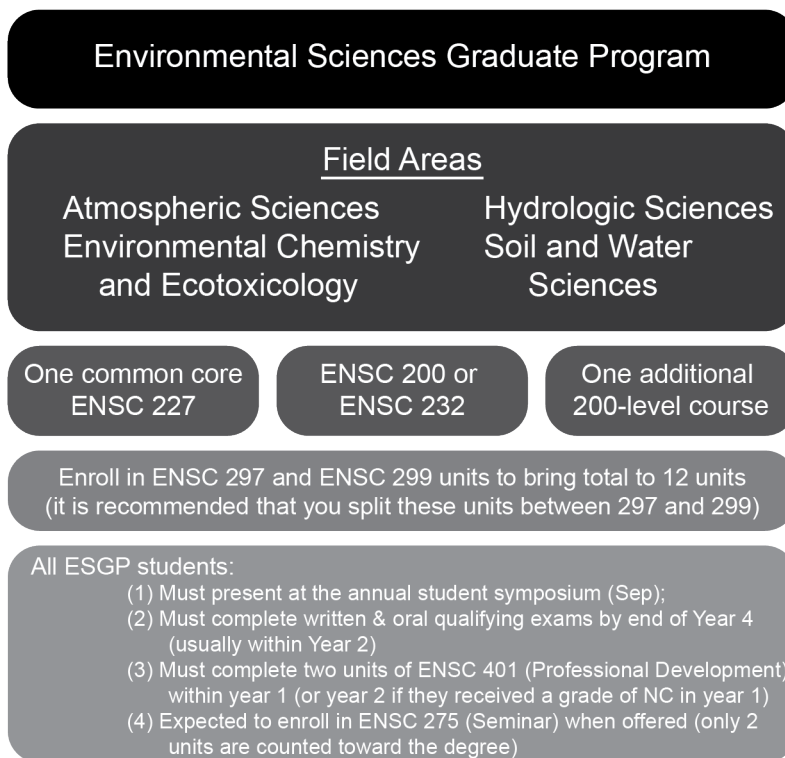 Environmental Sciences Graduate Program
Field Areas
Atmospheric Sciences
Environmental Chemistry
and Ecotoxicology
Hydrologic Sciences
Soil and Water
Sciences
One common core
ENSC 227
ENSC 200 or
ENSC 232
One additional
200-level course
Enroll in ENSC 297 and ENSC 299 units to bring total to 12 units
(it is recommended that you split these units between 297 and 299)
All ESGP students:
(1) Must present at the annual student symposium (Sep);
(2) Must complete written & oral qualifying exams by end of Year 4
(usually within Year 2)
(3) Must complete two units of ENSC 401 (Professional Development)
within year 1 (or year 2 if they received a grade of NC in year 1)
(4) Expected to enroll in ENSC 275 (Seminar) when offered (only 2
units are counted toward the degree)